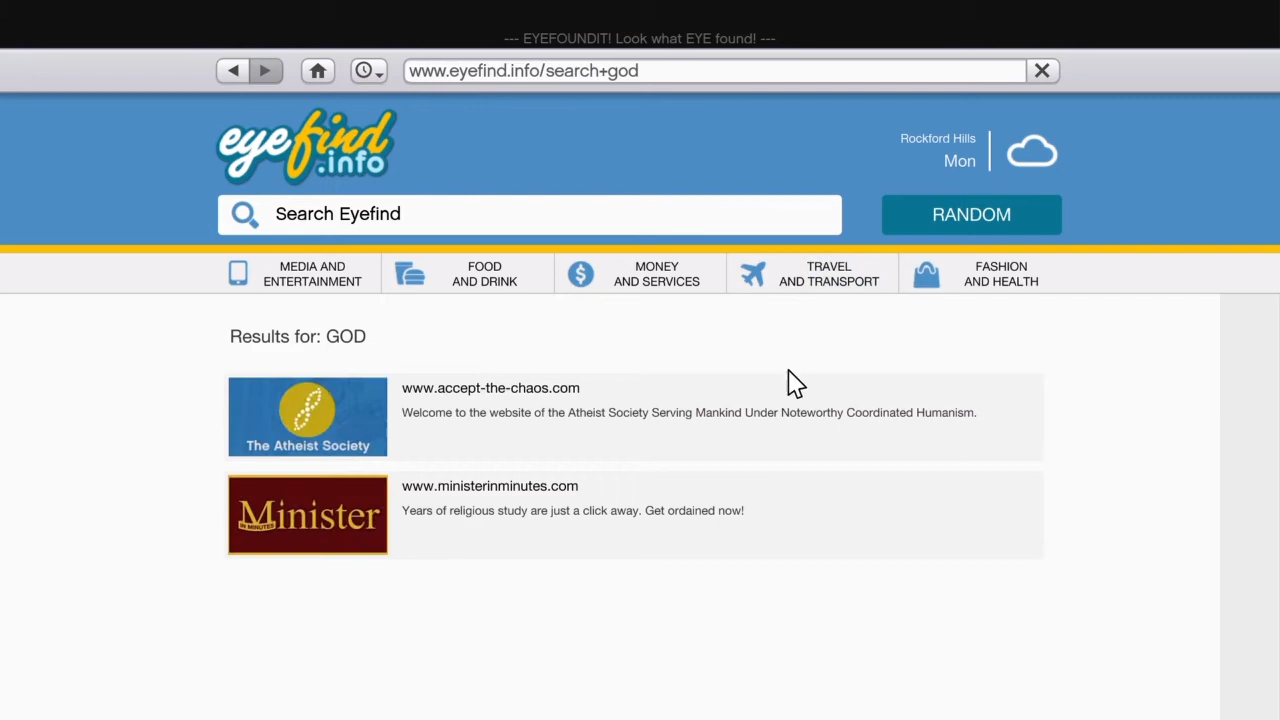 --- EYEFOUNDIT! Look what EYE found! ---
www.eyefind.info/search+god
eyefind
.info
Rockford Hills
Mon
Search Eyefind
RANDOM
MEDIA AND
ENTERTAINMENT
FOOD
AND DRINK
MONEY
AND SERVICES
TRAVEL
AND TRANSPORT
FASHION
AND HEALTH
Results for: GOD
The Atheist Society
www.accept-the-chaos.com
Welcome to the website of the Atheist Society Serving Mankind Under Noteworthy Coordinated Humanism.
Minister
IN MINUTES
www.ministerinminutes.com
Years of religious study are just a click away. Get ordained now!